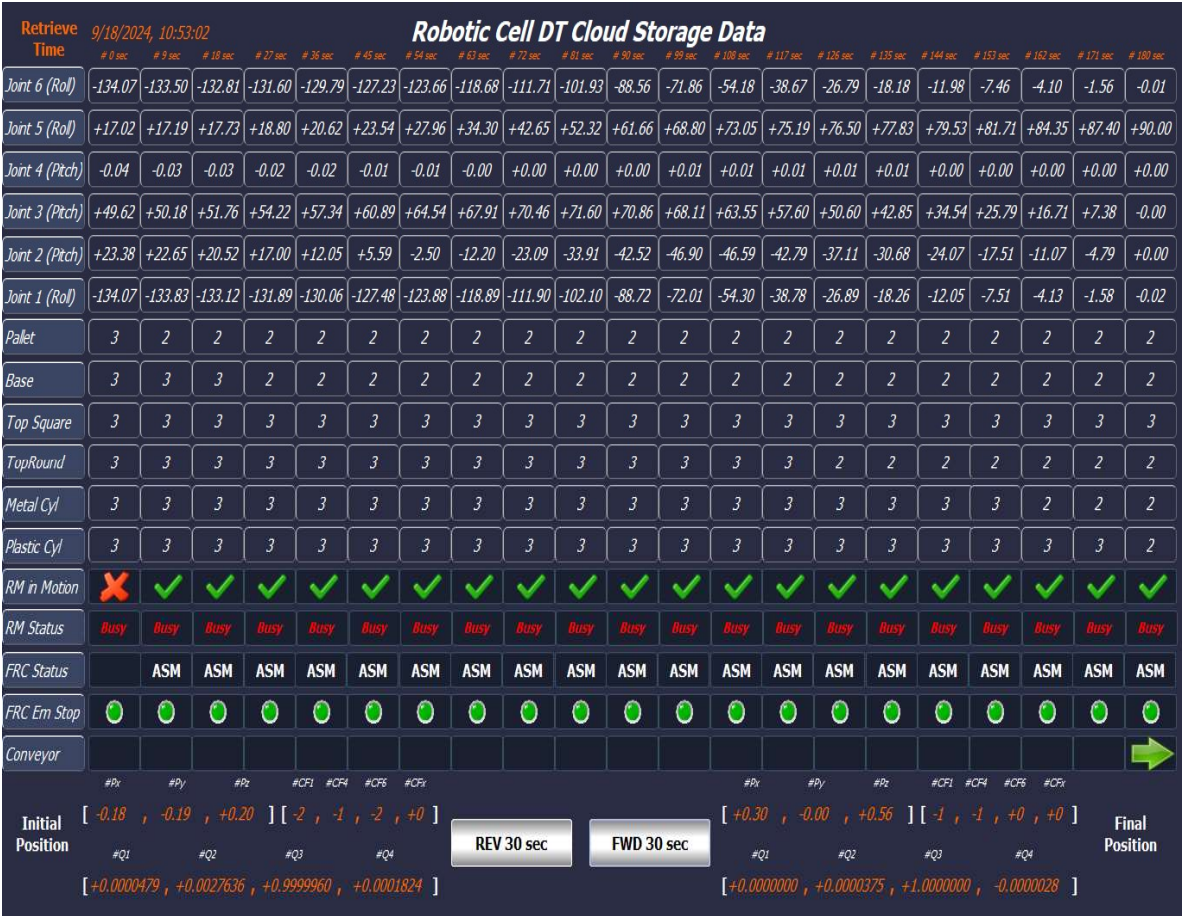 Robotic Cell DT Cloud Storage Data
Retrieve Time 9/18/2024, 10:53:02
# 0 sec # 9 sec # 18 sec # 27 sec # 36 sec # 45 sec # 54 sec # 63 sec # 72 sec # 81 sec # 90 sec # 99 sec # 108 sec # 117 sec # 126 sec # 135 sec # 144 sec # 153 sec # 162 sec # 171 sec # 180 sec
Joint 6 (Roll) -134.07 -133.50 -132.81 -131.60 -129.79 -127.23 -123.66 -118.68 -111.71 -101.93 -88.56 -71.86 -54.18 -38.67 -26.79 -18.18 -11.98 -7.46 -4.10 -1.56 -0.01
Joint 5 (Roll) +17.02 +17.19 +17.73 +18.80 +20.62 +23.54 +27.96 +34.30 +42.65 +52.32 +61.66 +68.80 +73.05 +75.19 +76.50 +77.83 +79.53 +81.71 +84.35 +87.40 +90.00
Joint 4 (Pitch) -0.04 -0.03 -0.03 -0.02 -0.02 -0.01 -0.01 -0.00 +0.00 +0.00 +0.00 +0.01 +0.01 +0.01 +0.01 +0.01 +0.00 +0.00 +0.00 +0.00 +0.00
Joint 3 (Pitch) +49.62 +50.18 +51.76 +54.22 +57.34 +60.89 +64.54 +67.91 +70.46 +71.60 +70.86 +68.11 +63.55 +57.60 +50.60 +42.85 +34.54 +25.79 +16.71 +7.38 -0.00
Joint 2 (Pitch) +23.38 +22.65 +20.52 +17.00 +12.05 +5.59 -2.50 -12.20 -23.09 -33.91 -42.52 -46.90 -46.59 -42.79 -37.11 -30.68 -24.07 -17.51 -11.07 -4.79 +0.00
Joint 1 (Roll) -134.07 -133.83 -133.12 -131.89 -130.06 -127.48 -123.88 -118.89 -111.90 -102.10 -88.72 -72.01 -54.30 -38.78 -26.89 -18.26 -12.05 -7.51 -4.13 -1.58 -0.02
Pallet 3 2 2 2 2 2 2 2 2 2 2 2 2 2 2 2 2 2 2 2 2
Base 3 3 3 2 2 2 2 2 2 2 2 2 2 2 2 2 2 2 2 2 2
Top Square 3 3 3 3 3 3 3 3 3 3 3 3 3 3 3 3 3 3 3 3 3
TopRound 3 3 3 3 3 3 3 3 3 3 3 3 3 3 2 2 2 2 2 2 2
Metal Cyl 3 3 3 3 3 3 3 3 3 3 3 3 3 3 3 3 3 3 2 2 2
Plastic Cyl 3 3 3 3 3 3 3 3 3 3 3 3 3 3 3 3 3 3 3 3 2
RM in Motion
RM Status Busy Busy Busy Busy Busy Busy Busy Busy Busy Busy Busy Busy Busy Busy Busy Busy Busy Busy Busy Busy Busy
FRC Status ASM ASM ASM ASM ASM ASM ASM ASM ASM ASM ASM ASM ASM ASM ASM ASM ASM ASM ASM ASM
FRC Em Stop
Conveyor
#Px #Py #Pz #CF1 #CF4 #CF6 #CFx #Px #Py #Pz #CF1 #CF4 #CF6 #CFx
Initial Position [ -0.18 , -0.19 , +0.20 ] [ -2 , -1 , -2 , +0 ] REV 30 sec FWD 30 sec [ +0.30 , -0.00 , +0.56 ] [ -1 , -1 , +0 , +0 ] Final Position
#Q1 #Q2 #Q3 #Q4 #Q1 #Q2 #Q3 #Q4
[ +0.0000479 , +0.0027636 , +0.9999960 , +0.0001824 ] [ +0.0000000 , +0.0000375 , +1.0000000 , -0.0000028 ]